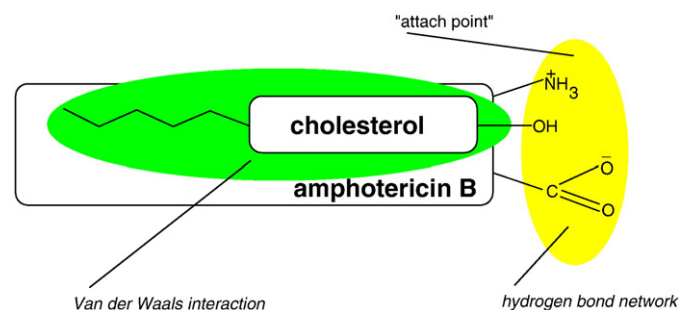 "attach point"
+
NH3
cholesterol
OH
amphotericin B
C
O
-
O
Van der Waals interaction
hydrogen bond network